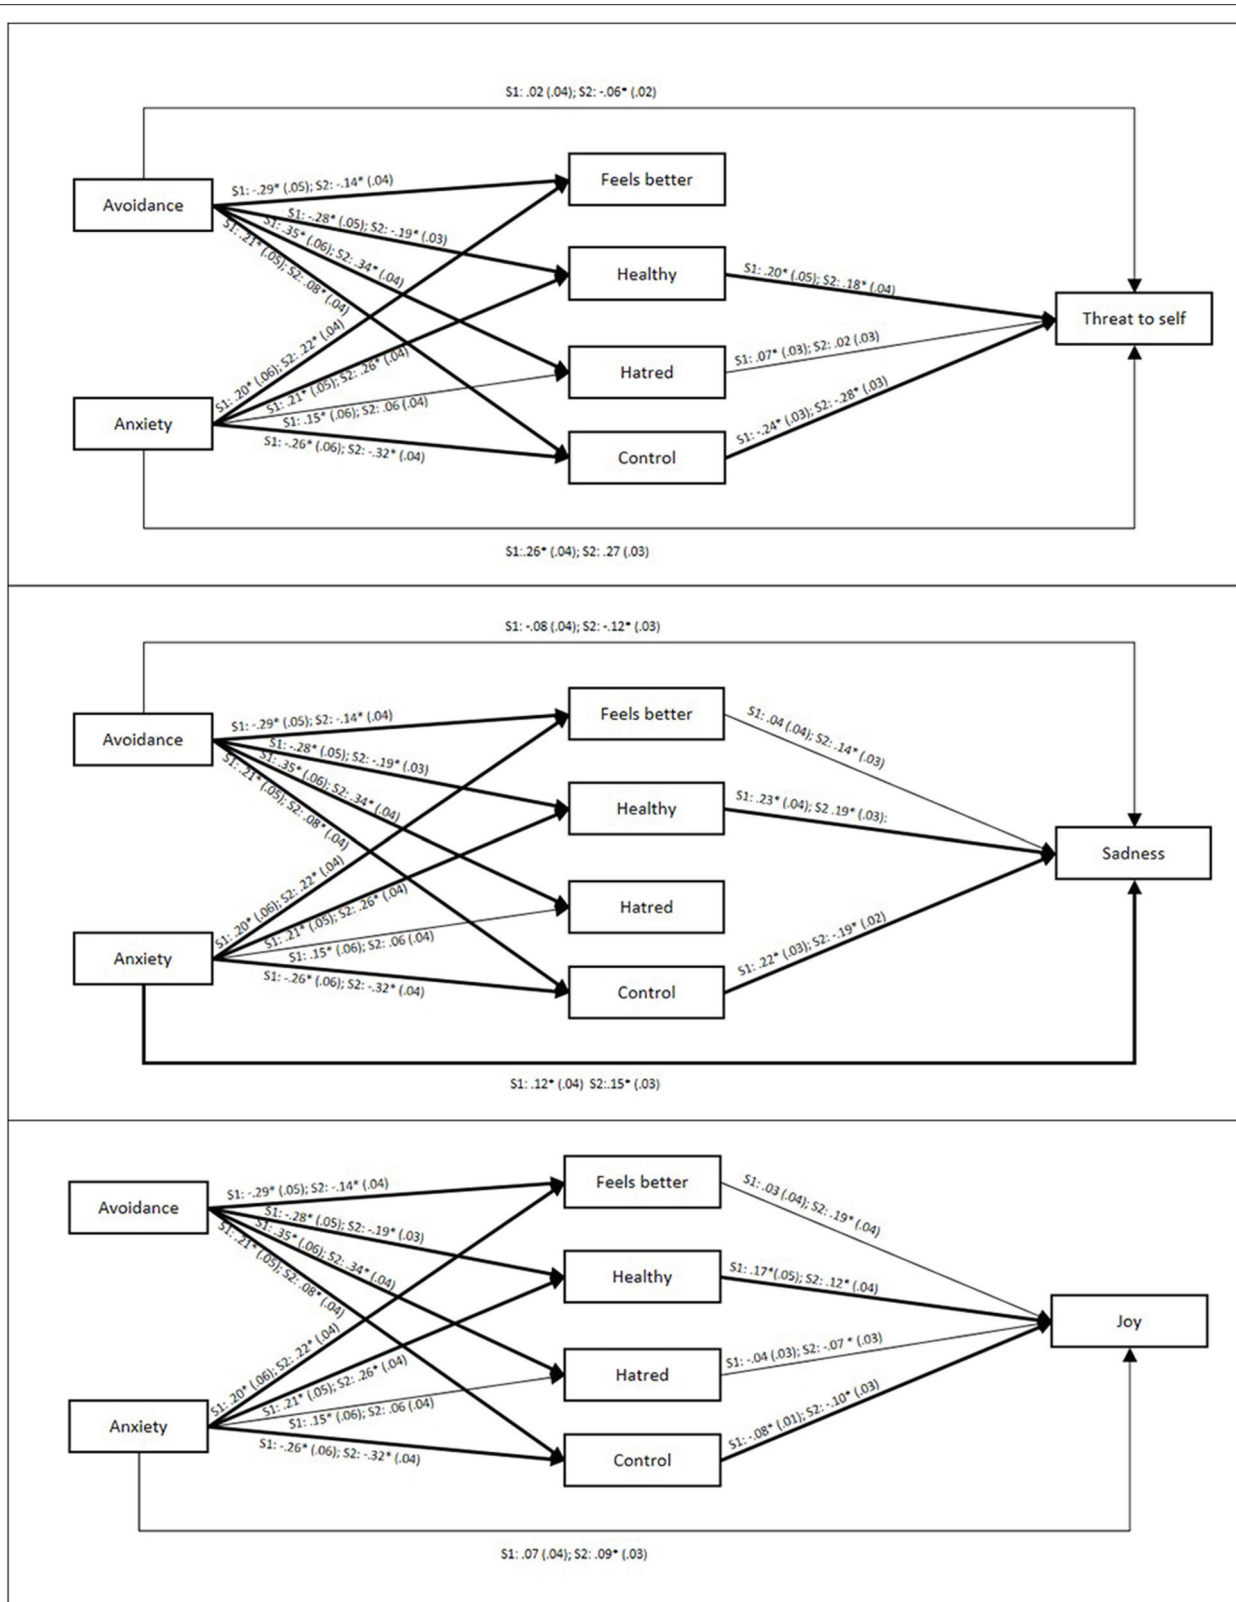 S1: .02 (.04); S2: -.06* (.02)
Avoidance
Feels better
S1: -.29* (.05); S2: -.14* (.04)
S1: -.28* (.05); S2: -.19* (.03)
S1: .35* (.06); S2: .34* (.04)
S1: .21* (.05); S2: .08* (.04)
Healthy
S1: .20* (.05); S2: .18* (.04)
Threat to self
S1: .20* (.06); S2: .22* (.04)
S1: .21* (.05); S2: .26* (.04)
Hatred
S1: .07* (.03); S2: .02 (.03)
Anxiety
S1: .15* (.06); S2: .06 (.04)
S1: -.26* (.06); S2: -.32* (.04)
Control
S1: -.24* (.03); S2: -.28* (.03)
S1:.26* (.04); S2: .27 (.03)
S1: -.08 (.04); S2: -.12* (.03)
Avoidance
Feels better
S1: -.29* (.05); S2: -.14* (.04)
S1: -.28* (.05); S2: -.19* (.03)
S1: .35* (.06); S2: .34* (.04)
S1: .21* (.05); S2: .08* (.04)
S1: .04 (.04); S2: .14* (.03)
Healthy
S1: .23* (.04); S2 .19* (.03):
Sadness
S1: .20* (.06); S2: .22* (.04)
S1: .21* (.05); S2: .26* (.04)
Hatred
Anxiety
S1: .15* (.06); S2: .06 (.04)
S1: -.26* (.06); S2: -.32* (.04)
Control
S1: .22* (.03); S2: -.19* (.02)
S1: .12* (.04) S2:.15* (.03)
Avoidance
Feels better
S1: -.29* (.05); S2: -.14* (.04)
S1: -.28* (.05); S2: -.19* (.03)
S1: .35* (.06); S2: .34* (.04)
S1: .21* (.05); S2: .08* (.04)
S1: .03 (.04); S2: .19* (.04)
Healthy
S1: .17*(.05); S2: .12* (.04)
Joy
S1: .20* (.06); S2: .22* (.04)
S1: .21* (.05); S2: .26* (.04)
Hatred
S1: -.04 (.03); S2: -.07 * (.03)
Anxiety
S1: .15* (.06); S2: .06 (.04)
S1: -.26* (.06); S2: -.32* (.04)
Control
S1: -.08* (.01); S2: -.10* (.03)
S1: .07 (.04); S2: .09* (.03)